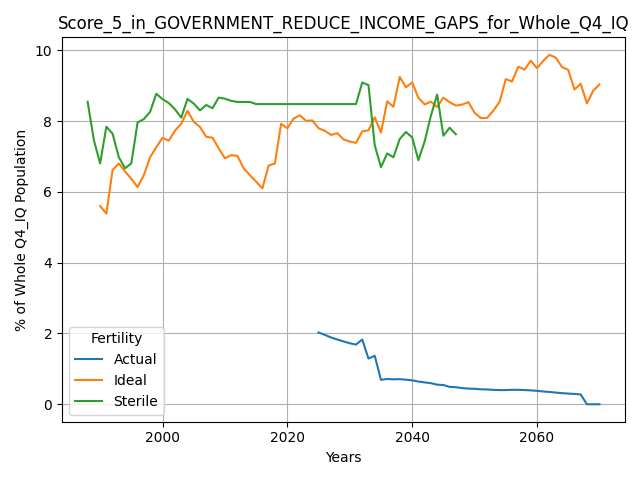 Score_5_in_GOVERNMENT_REDUCE_INCOME_GAPS_for_Whole_Q4_IQ
% of Whole Q4_IQ Population
10
8
6
4
2
0
Fertility
Actual
Ideal
Sterile
2000
2020
2040
2060
Years